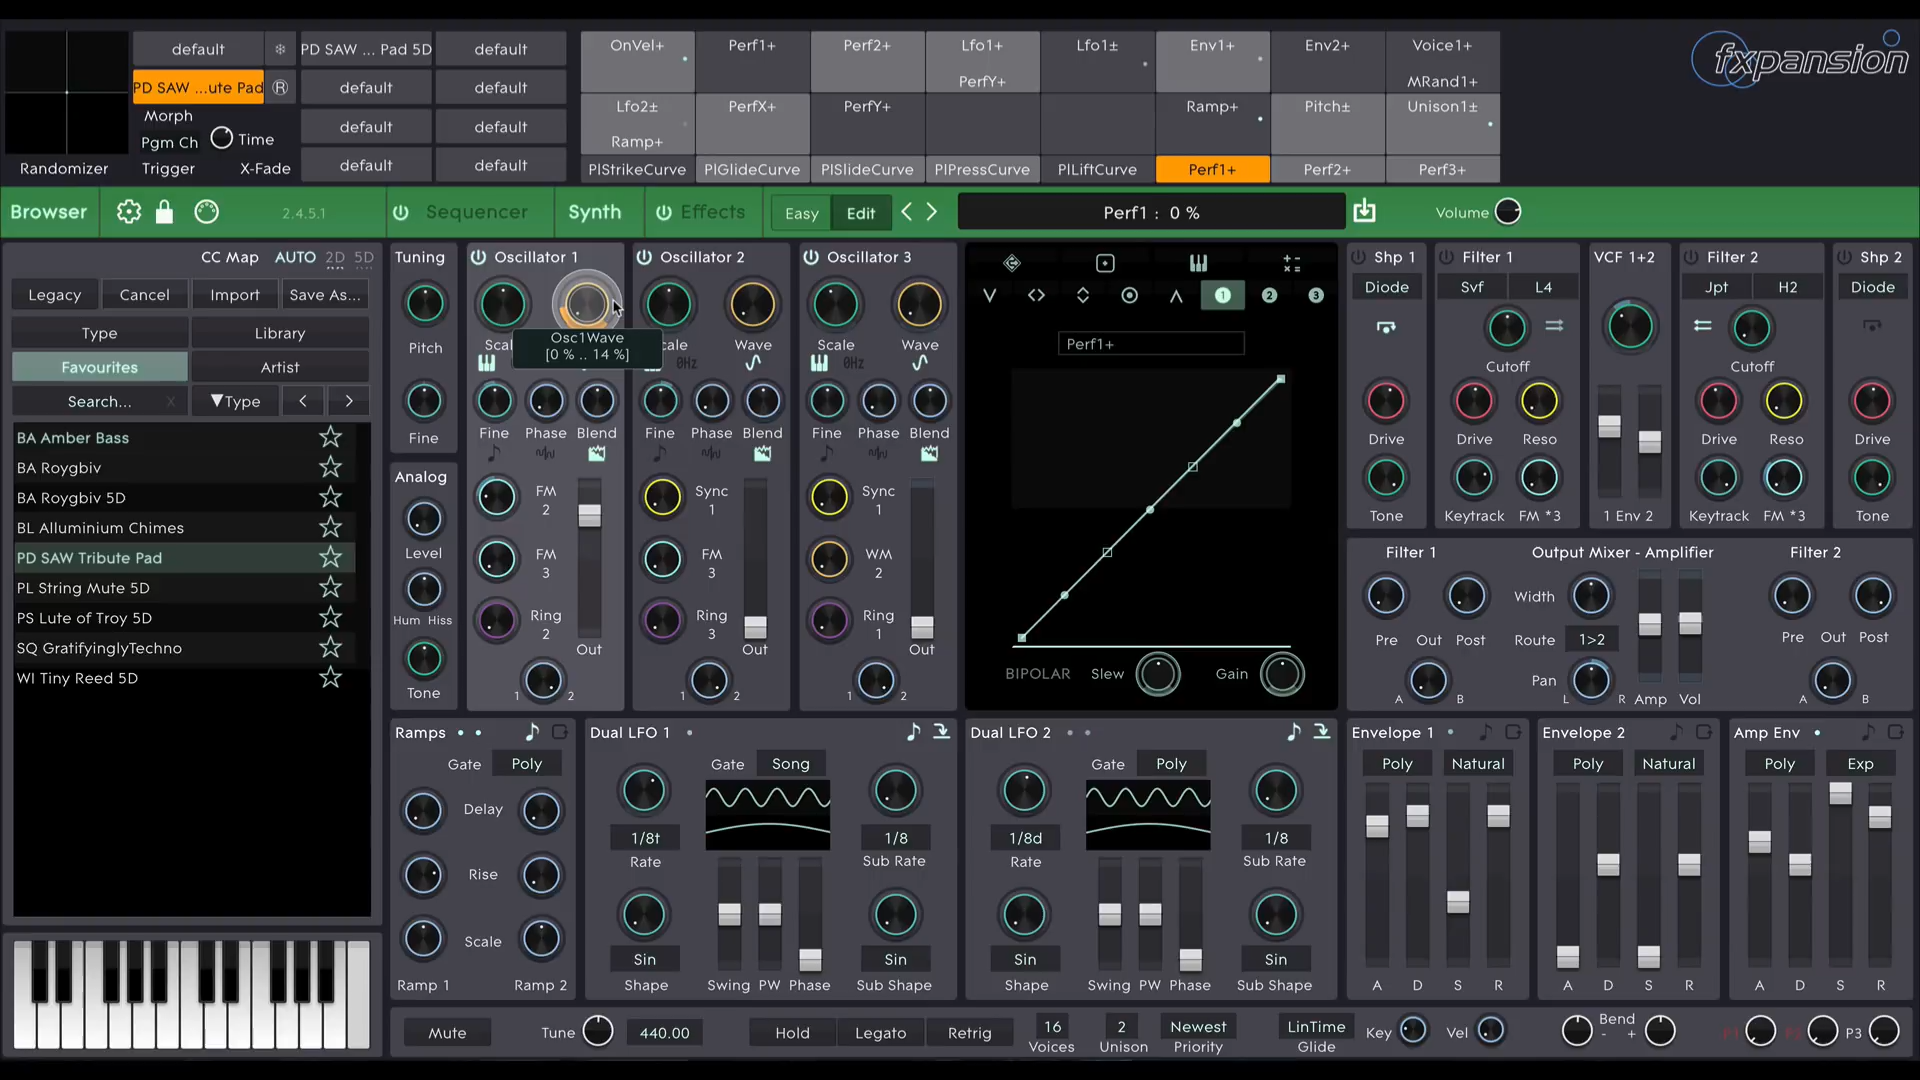 default
PD SAW ... Pad 5D
default
PD SAW ...ute Pad
R
default
default
Morph
Pgm Ch
Time
default
default
Randomizer
Trigger
X-Fade
default
default
OnVel+
Perf1+
Perf2+
Lfo1+
Lfo1±
Env1+
Env2+
Voice1+
PerfY+
MRand1+
Lfo2±
PerfX+
PerfY+
Ramp+
Pitch±
Unison1±
Ramp+
PlStrikeCurve
PlGlideCurve
PlSlideCurve
PlPressCurve
PlLiftCurve
Perf1+
Perf2+
Perf3+
fxpansion
Browser
2.4.5.1
Sequencer
Synth
Effects
Easy
Edit
Perf1 : 0 %
Volume
CC Map AUTO 2D 5D
Legacy
Cancel
Import
Save As...
Type
Library
Favourites
Artist
Search...
x
▼Type
<
>
BA Amber Bass
BA Roygbiv
BA Roygbiv 5D
BL Alluminium Chimes
PD SAW Tribute Pad
PL String Mute 5D
PS Lute of Troy 5D
SQ GratifyinglyTechno
WI Tiny Reed 5D
Tuning
Pitch
Fine
Analog
Level
Hum Hiss
Tone
Oscillator 1
Scal
Osc1Wave
[0 % .. 14 %]
Fine
Phase
Blend
FM
2
FM
3
Ring
2
Out
1
2
Oscillator 2
cale
Wave
0Hz
Fine
Phase
Blend
Sync
1
FM
3
Ring
3
Out
1
2
Oscillator 3
Scale
Wave
0Hz
Fine
Phase
Blend
Sync
1
WM
2
Ring
1
Out
1
2
1
2
3
Perf1+
BIPOLAR
Slew
Gain
Shp 1
Diode
Drive
Tone
Filter 1
Svf
L4
Cutoff
Drive
Reso
Keytrack
FM *3
VCF 1+2
1 Env 2
Filter 2
Jpt
H2
Cutoff
Drive
Reso
Keytrack
FM *3
Shp 2
Diode
Drive
Tone
Filter 1
Output Mixer - Amplifier
Filter 2
Pre
Out
Post
A
B
Width
Route
1>2
Pan
L
R
Amp
Vol
Pre
Out
Post
A
B
Ramps
Gate
Poly
Delay
Rise
Scale
Ramp 1
Ramp 2
Dual LFO 1
Gate
Song
1/8t
Rate
1/8
Sub Rate
Sin
Shape
Swing
PW
Phase
Sin
Sub Shape
Dual LFO 2
Gate
Poly
1/8d
Rate
1/8
Sub Rate
Sin
Shape
Swing
PW
Phase
Sin
Sub Shape
Envelope 1
Poly
Natural
A
D
S
R
Envelope 2
Poly
Natural
A
D
S
R
Amp Env
Poly
Exp
A
D
S
R
Mute
Tune
440.00
Hold
Legato
Retrig
16
Voices
2
Unison
Newest
Priority
LinTime
Glide
Key
Vel
Bend
- +
P1
P2
P3